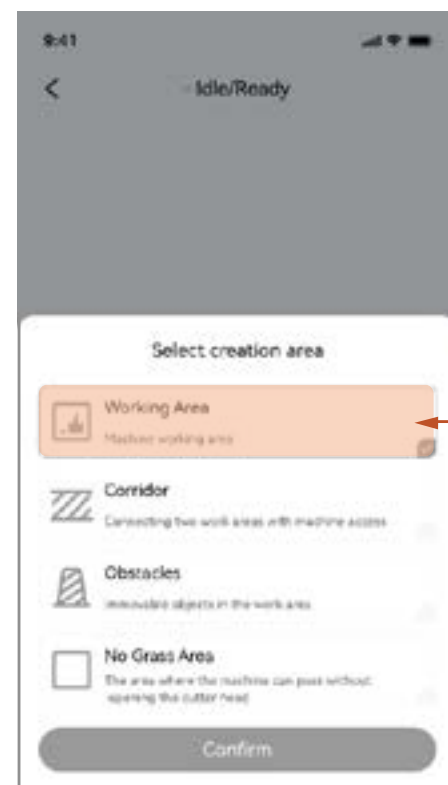 9:41
Idle/Ready
Select creation area
Working Area
Machine working area
Corridor
Connecting two work areas with machine access
Obstacles
Immovable objects in the work area
No Grass Area
The area where the machine can pass without
opening the cutter head
Confirm